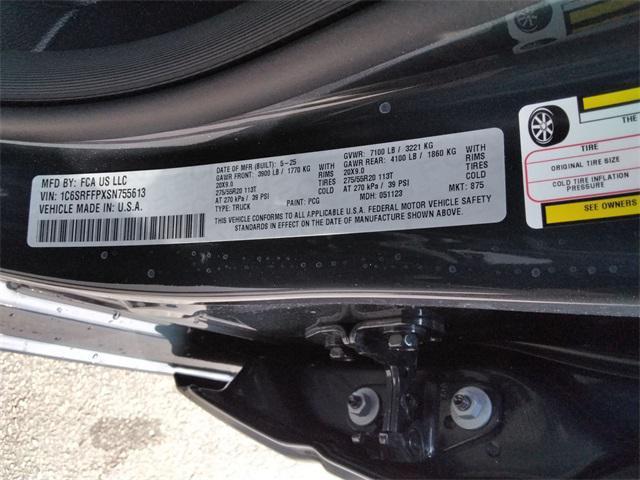 MFD BY: FCA US LLC
VIN: 1C6SRFFPXSN755613
VEHICLE MADE IN U.S.A.
DATE OF MFR (BUILT): 5-25
GAWR FRONT: 3900 LB / 1770 KG WITH
20X9.0 RIMS
275/55R20 113T TIRES
AT 270 kPa / 39 PSI COLD
TYPE: TRUCK PAINT: PCG
GVWR: 7100 LB / 3221 KG
GAWR REAR: 4100 LB / 1860 KG WITH
20X9.0 RIMS
275/55R20 113T TIRES
AT 270 kPa / 39 PSI COLD
MDH: 051123 MKT: 875
THIS VEHICLE CONFORMS TO ALL APPLICABLE U.S.A. FEDERAL MOTOR VEHICLE SAFETY
STANDARDS IN EFFECT ON THE DATE OF MANUFACTURE SHOWN ABOVE
ORIGINAL TIRE SIZE
COLD TIRE INFLATION
PRESSURE
SEE OWNERS